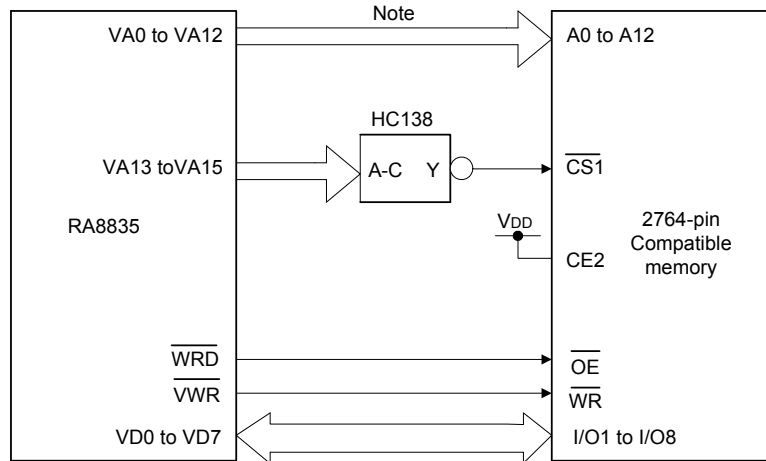 Note
VA0 to VA12
A0 to A12
HC138
VA13 toVA15
A-C Y
CS1
RA8835
VDD
2764-pin
Compatible
memory
CE2
WRD
OE
VWR
WR
VD0 to VD7
I/O1 to I/O8